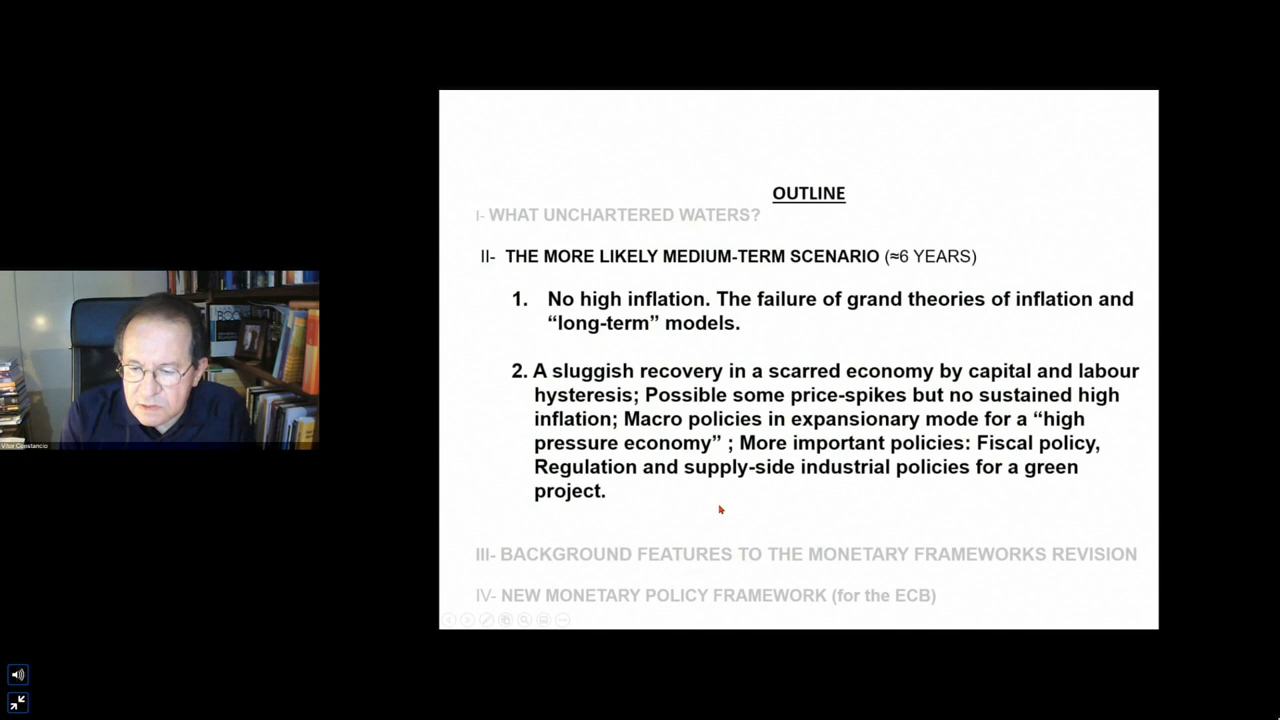 OUTLINE
I- WHAT UNCHARTERED WATERS?
II- THE MORE LIKELY MEDIUM-TERM SCENARIO (≈6 YEARS)
1. No high inflation. The failure of grand theories of inflation and
“long-term” models.
2. A sluggish recovery in a scarred economy by capital and labour
hysteresis; Possible some price-spikes but no sustained high
inflation; Macro policies in expansionary mode for a “high
pressure economy” ; More important policies: Fiscal policy,
Regulation and supply-side industrial policies for a green
project.
III- BACKGROUND FEATURES TO THE MONETARY FRAMEWORKS REVISION
IV- NEW MONETARY POLICY FRAMEWORK (for the ECB)
Vitor Constancio